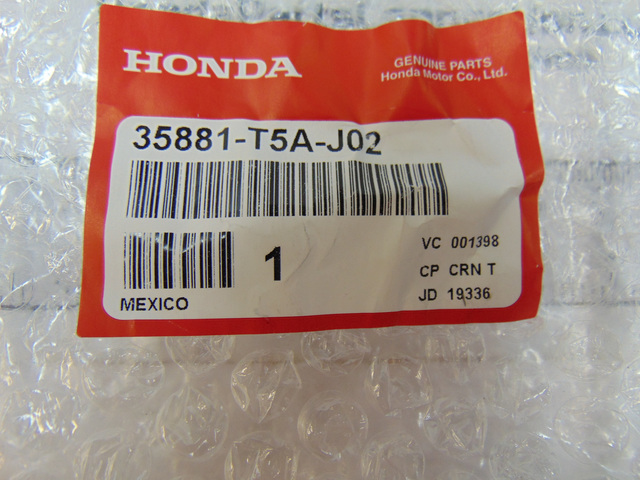 HONDA
GENUINE PARTS
Honda Motor Co., Ltd.
35881-T5A-J02
1
VC 001398
CP CRN T
JD 19336
MEXICO